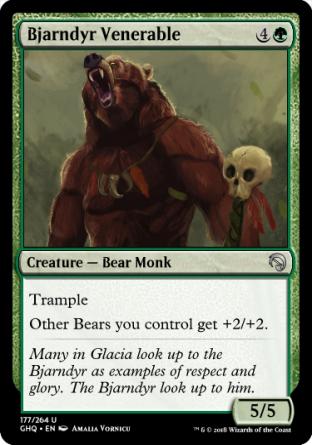 Bjarndyr Venerable 4
Creature — Bear Monk
Trample
Other Bears you control get +2/+2.
Many in Glacia look up to the
Bjarndyr as examples of respect and
glory. The Bjarndyr look up to him.
5/5
177/264 U
GHQ • EN Amalia Vornicu
™ & © 2018 Wizards of the Coast